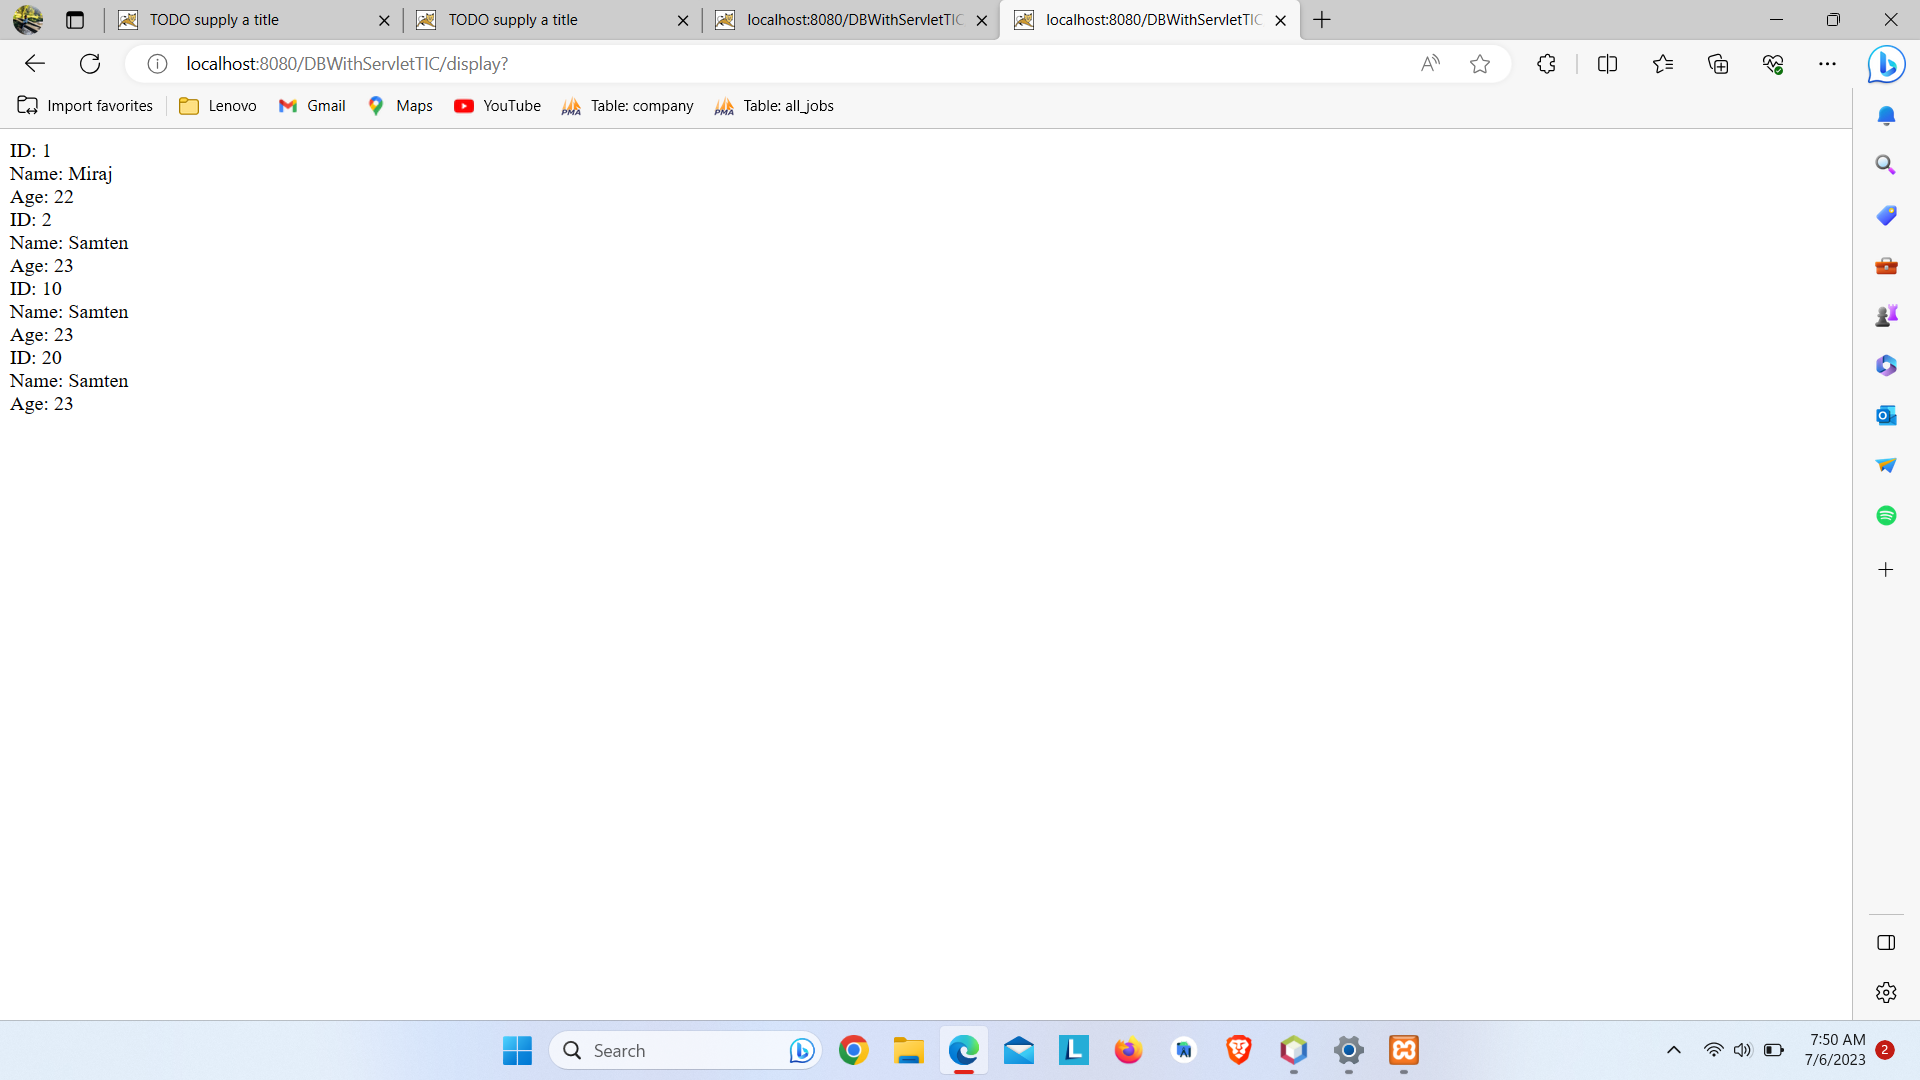 TODO supply a title
TODO supply a title
localhost:8080/DBWithServletTIC
localhost:8080/DBWithServletTIC
localhost:8080/DBWithServletTIC/display?
Import favorites
Lenovo
Gmail
Maps
YouTube
Table: company
Table: all_jobs
ID: 1
Name: Miraj
Age: 22
ID: 2
Name: Samten
Age: 23
ID: 10
Name: Samten
Age: 23
ID: 20
Name: Samten
Age: 23
Search
7:50 AM
7/6/2023
2